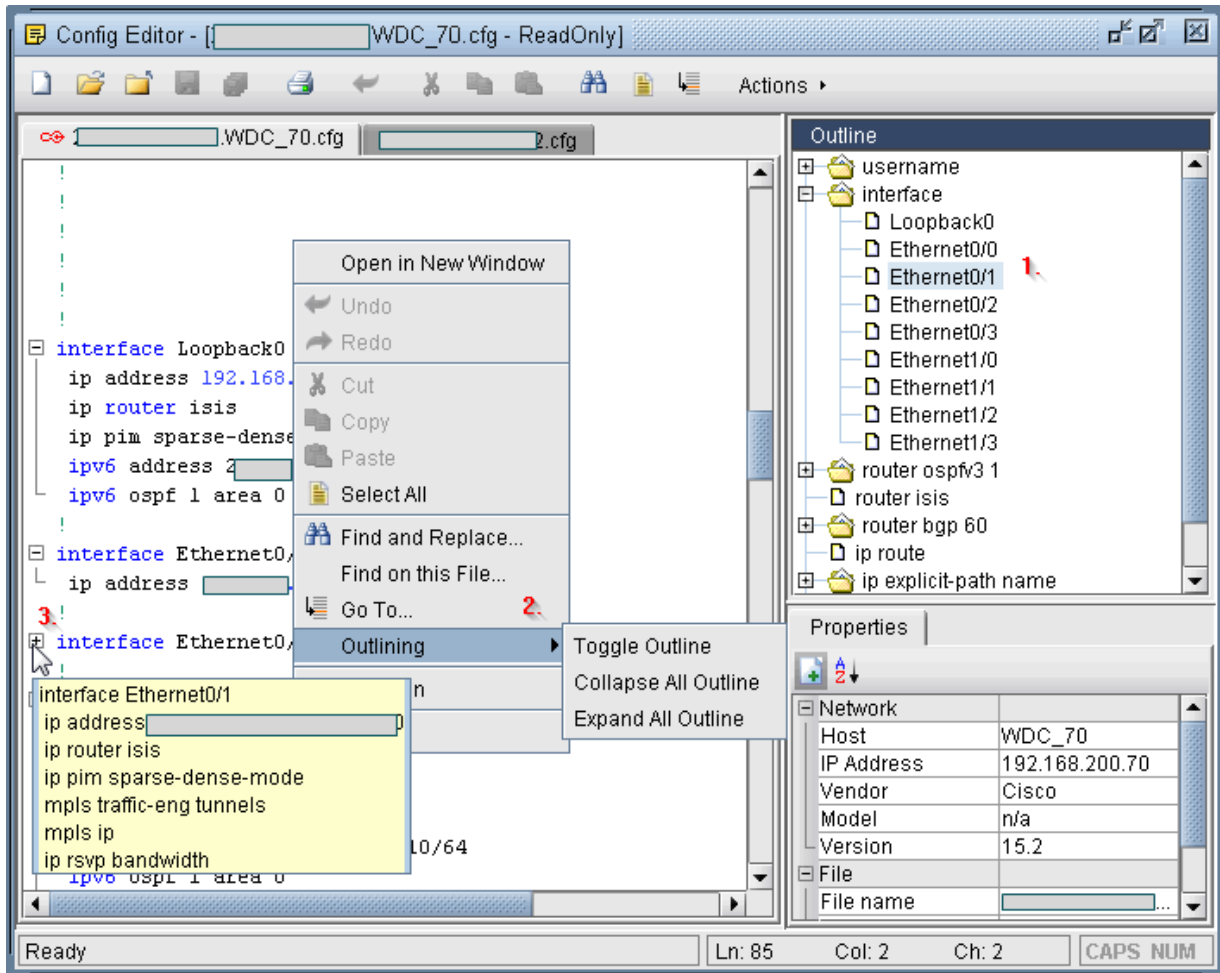 Config Editor - [ WDC_70.cfg - ReadOnly]
Actions
.WDC_70.cfg
2.cfg
!
!
!
!
!
!
interface Loopback0
ip address 192.168.
ip router isis
ip pim sparse-dense
ipv6 address 2
ipv6 ospf 1 area 0
!
interface Ethernet0/
ip address
3.
!
interface Ethernet0/
!
interface Ethernet0/1
ip address 0
ip router isis
ip pim sparse-dense-mode
mpls traffic-eng tunnels
mpls ip
ip rsvp bandwidth
10/64
ipv6 ospf 1 area 0
Open in New Window
Undo
Redo
Cut
Copy
Paste
Select All
Find and Replace...
Find on this File...
Go To...
2.
Outlining
n
Toggle Outline
Collapse All Outline
Expand All Outline
Outline
username
interface
Loopback0
Ethernet0/0
1.
Ethernet0/1
Ethernet0/2
Ethernet0/3
Ethernet1/0
Ethernet1/1
Ethernet1/2
Ethernet1/3
router ospfv3 1
router isis
router bgp 60
ip route
ip explicit-path name
Properties
Network
Host WDC_70
IP Address 192.168.200.70
Vendor Cisco
Model n/a
Version 15.2
File
File name ...
Ready
Ln: 85 Col: 2 Ch: 2 CAPS NUM